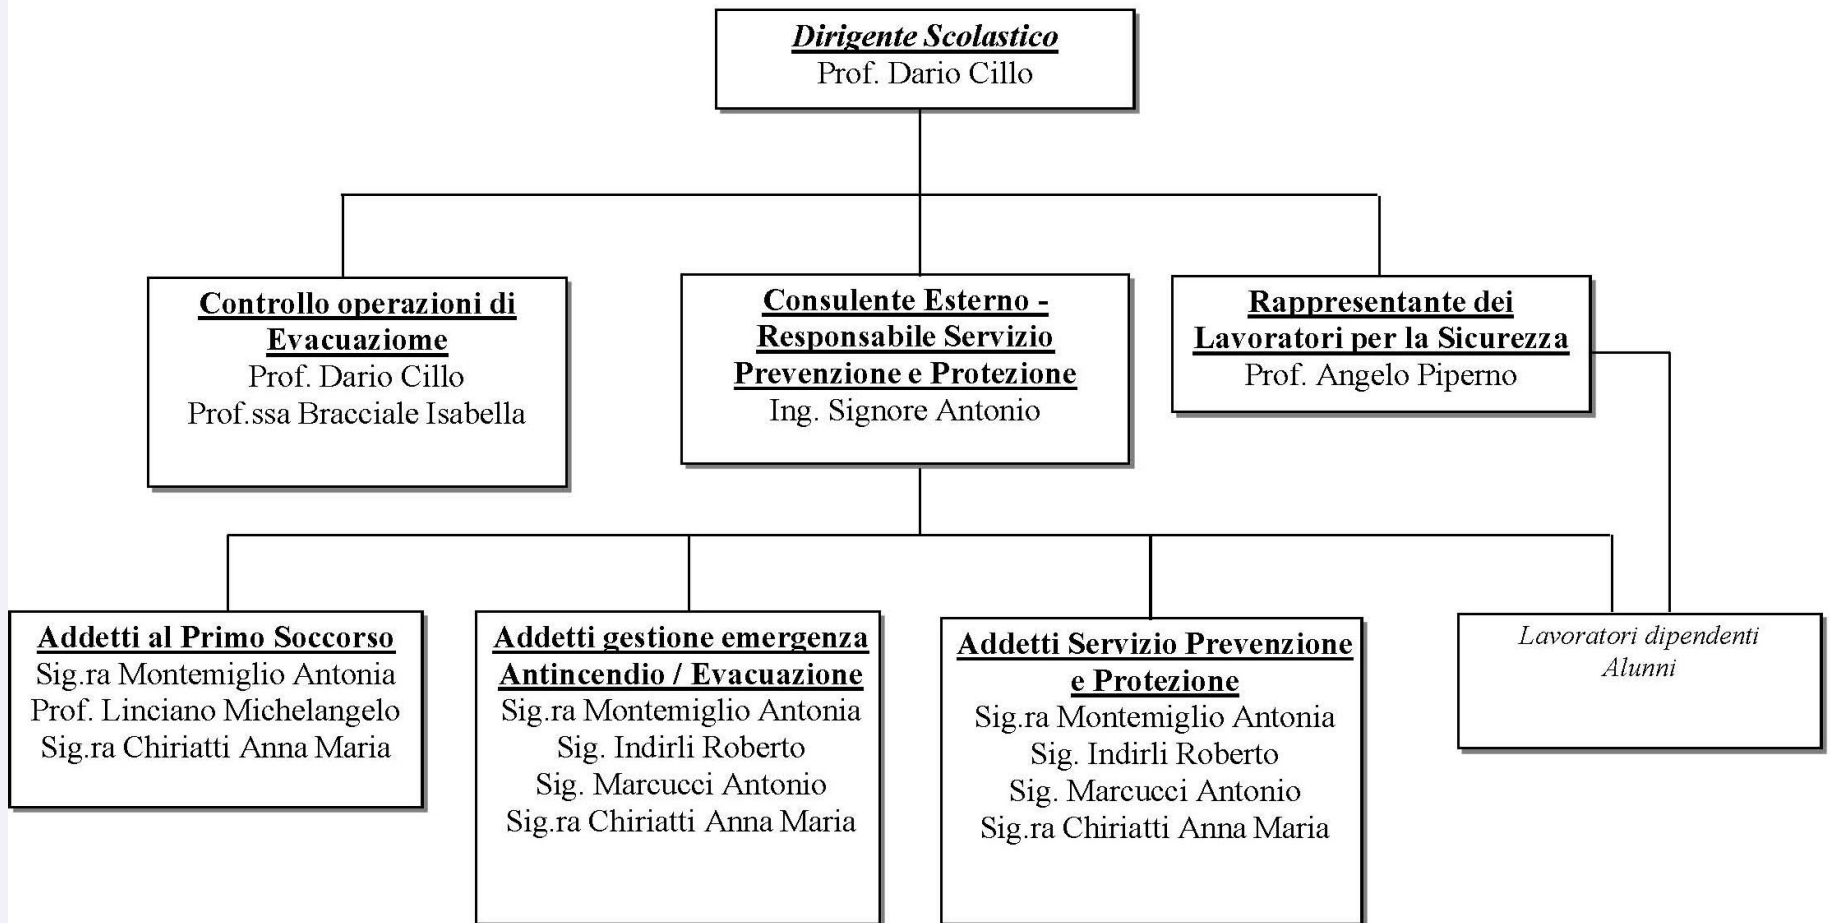 Dirigente Scolastico
Prof. Dario Cillo
Controllo operazioni di
Evacuaziome
Prof. Dario Cillo
Prof.ssa Bracciale Isabella
Consulente Esterno -
Responsabile Servizio
Prevenzione e Protezione
Ing. Signore Antonio
Rappresentante dei
Lavoratori per la Sicurezza
Prof. Angelo Piperno
Addetti al Primo Soccorso
Sig.ra Montemiglio Antonia
Prof. Linciano Michelangelo
Sig.ra Chiriatti Anna Maria
Addetti gestione emergenza
Antincendio / Evacuazione
Sig.ra Montemiglio Antonia
Sig. Indirli Roberto
Sig. Marcucci Antonio
Sig.ra Chiriatti Anna Maria
Addetti Servizio Prevenzione
e Protezione
Sig.ra Montemiglio Antonia
Sig. Indirli Roberto
Sig. Marcucci Antonio
Sig.ra Chiriatti Anna Maria
Lavoratori dipendenti
Alunni